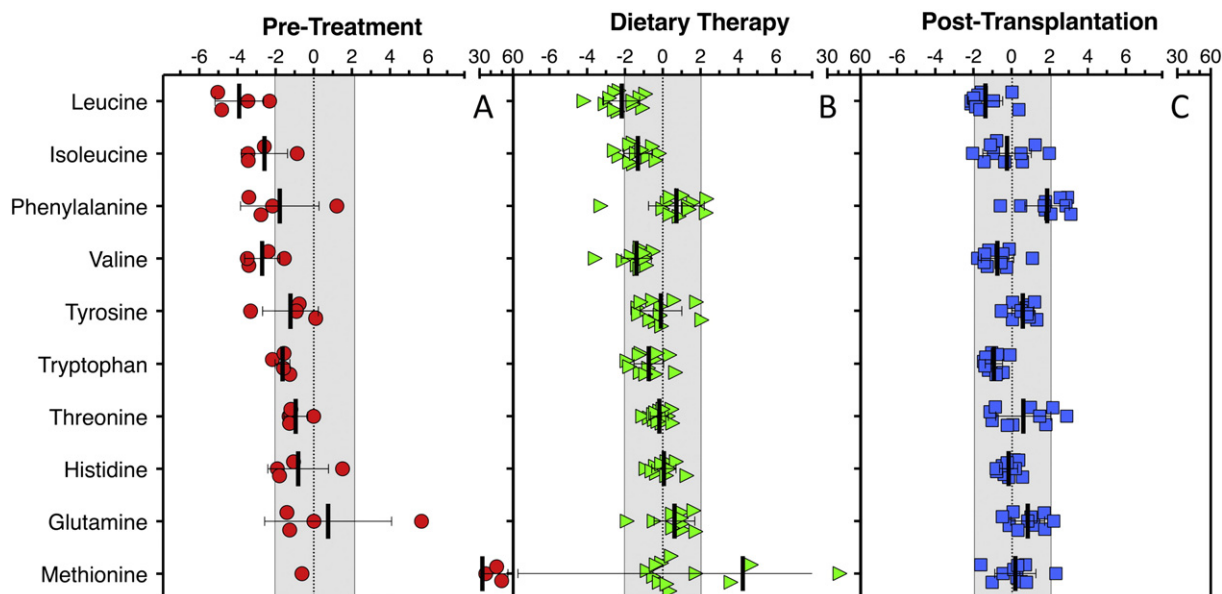 Pre-Treatment Dietary Therapy Post-Transplantation
-6 -4 -2 0 2 4 6 30 60 -6 -4 -2 0 2 4 6 30 60 -6 -4 -2 0 2 4 6 30 60
Leucine A B C
Isoleucine
Phenylalanine
Valine
Tyrosine
Tryptophan
Threonine
Histidine
Glutamine
Methionine